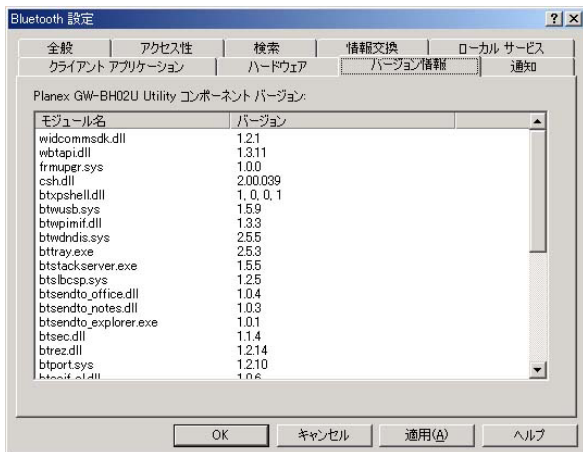 Bluetooth 設定
全般 アクセス性 検索 情報交換 ローカル サービス
クライアント アプリケーション ハードウェア バージョン情報 通知
Planex GW-BH02U Utility コンポーネント バージョン:
モジュール名 バージョン
widcommsdk.dll 1.2.1
wbtapi.dll 1.3.11
frmupgr.sys 1.0.0
csh.dll 2.00.039
btxpshell.dll 1, 0, 0, 1
btwusb.sys 1.5.9
btwpimif.dll 1.3.3
btwdndis.sys 2.5.5
bttray.exe 2.5.3
btstackserver.exe 1.5.5
btslbcsp.sys 1.2.5
btsendto_office.dll 1.0.4
btsendto_notes.dll 1.0.3
btsendto_explorer.exe 1.0.1
btsec.dll 1.1.4
btrez.dll 1.2.14
btport.sys 1.2.10
1.0.6
OK キャンセル 適用(A) ヘルプ